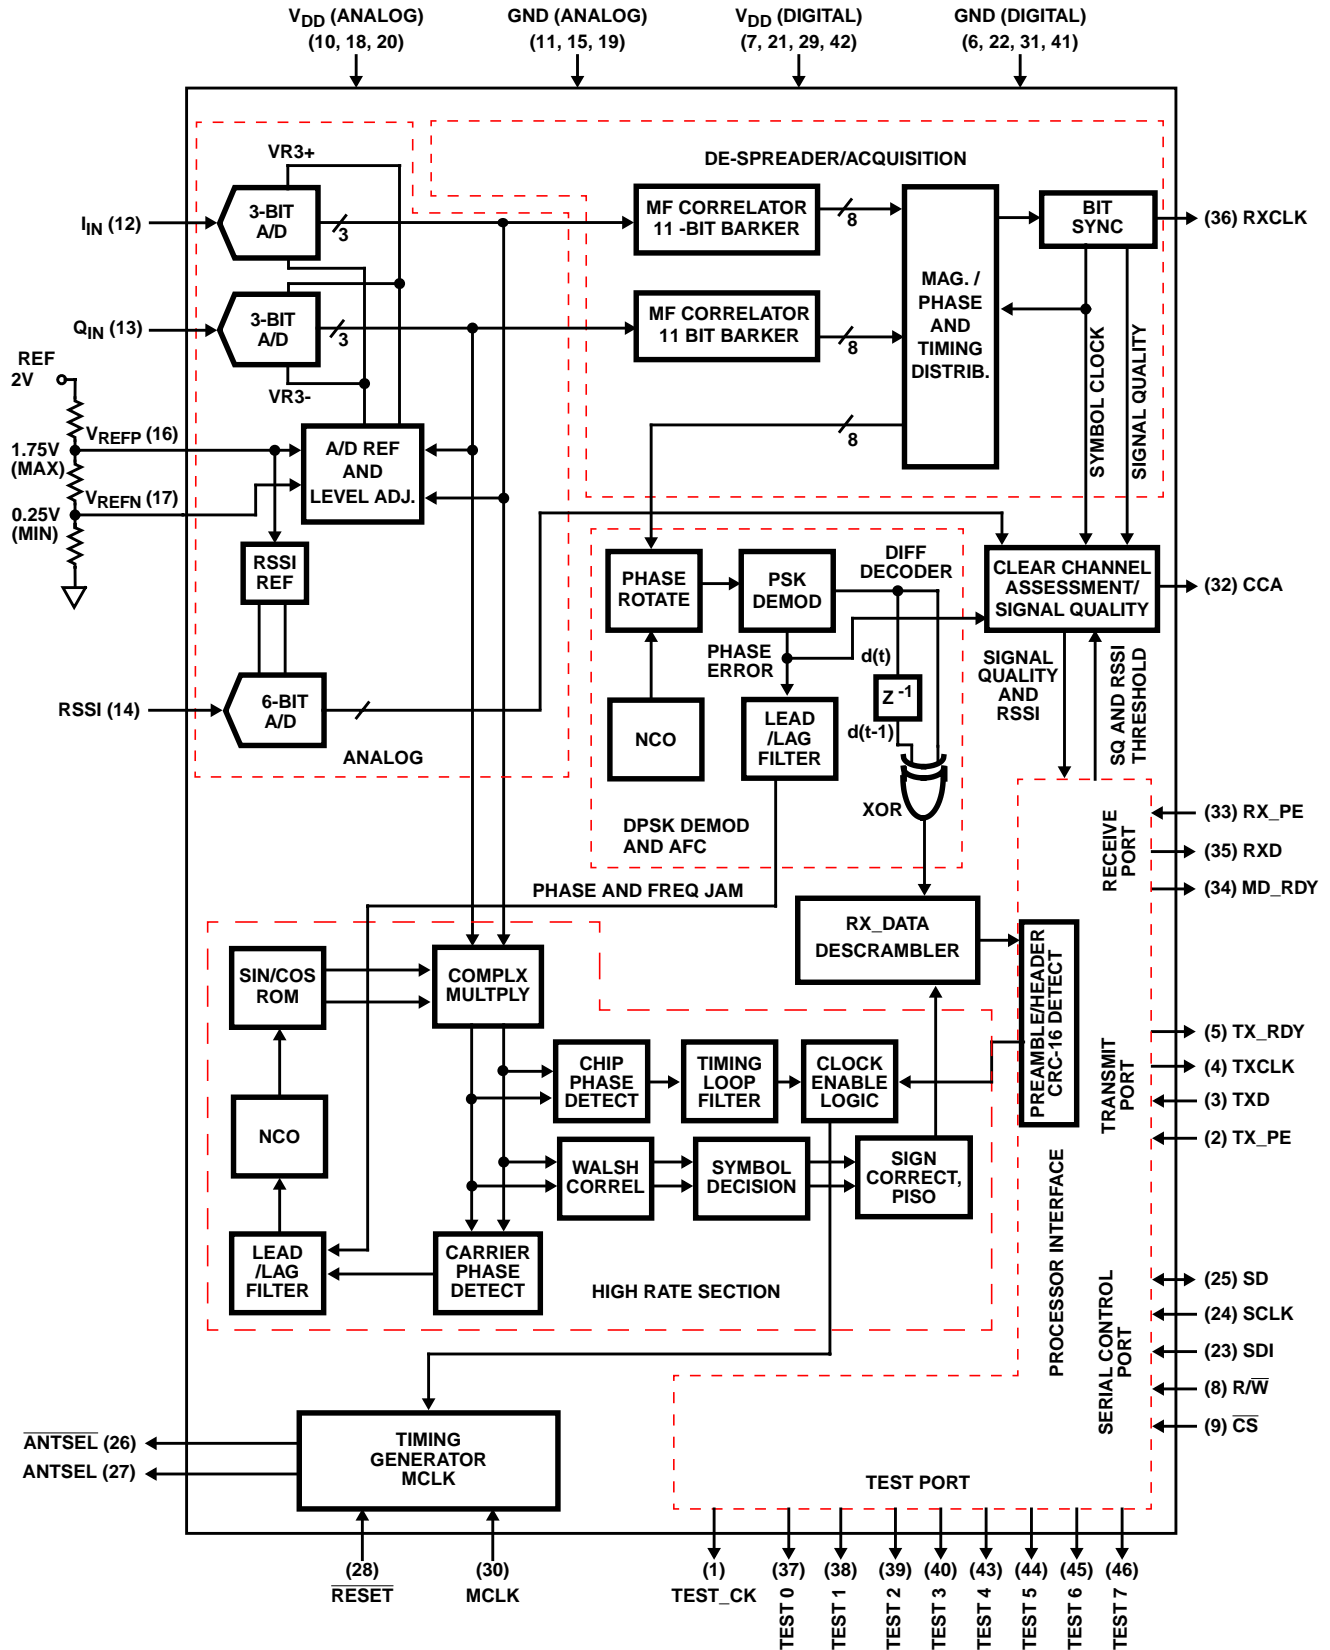 VDD (ANALOG)
(10, 18, 20)
GND (ANALOG)
(11, 15, 19)
VDD (DIGITAL)
(7, 21, 29, 42)
GND (DIGITAL)
(6, 22, 31, 41)
DE-SPREADER/ACQUISITION
VR3+
IIN (12)
3-BIT
A/D
3
MF CORRELATOR
11 -BIT BARKER
8
BIT
SYNC
(36) RXCLK
MAG. /
PHASE
AND
TIMING
DISTRIB.
QIN (13)
3-BIT
A/D
3
MF CORRELATOR
11 BIT BARKER
8
SYMBOL CLOCK
SIGNAL QUALITY
REF
2V
VR3-
VREFP (16)
1.75V
(MAX)
VREFN (17)
0.25V
(MIN)
A/D REF
AND
LEVEL ADJ.
8
RSSI
REF
PHASE
ROTATE
PSK
DEMOD
DIFF
DECODER
CLEAR CHANNEL
ASSESSMENT/
SIGNAL QUALITY
(32) CCA
PHASE
ERROR
d(t)
Z -1
d(t-1)
SIGNAL
QUALITY
AND
RSSI
SQ AND RSSI
THRESHOLD
RSSI (14)
6-BIT
A/D
ANALOG
NCO
LEAD
/LAG
FILTER
XOR
DPSK DEMOD
AND AFC
RECEIVE
PORT
(33) RX_PE
(35) RXD
(34) MD_RDY
PHASE AND FREQ JAM
RX_DATA
DESCRAMBLER
PREAMBLE/HEADER
CRC-16 DETECT
SIN/COS
ROM
COMPLX
MULTPLY
CHIP
PHASE
DETECT
TIMING
LOOP
FILTER
CLOCK
ENABLE
LOGIC
TRANSMIT
PORT
(5) TX_RDY
(4) TXCLK
(3) TXD
(2) TX_PE
NCO
WALSH
CORREL
SYMBOL
DECISION
SIGN
CORRECT,
PISO
LEAD
/LAG
FILTER
CARRIER
PHASE
DETECT
HIGH RATE SECTION
PROCESSOR INTERFACE
SERIAL CONTROL
PORT
(25) SD
(24) SCLK
(23) SDI
(8) R/W̅
(9) C̅S̅
A̅N̅T̅S̅E̅L̅ (26)
ANTSEL (27)
TIMING
GENERATOR
MCLK
TEST PORT
(28)
R̅E̅S̅E̅T̅
(30)
MCLK
(1)
TEST_CK
(37)
TEST 0
(38)
TEST 1
(39)
TEST 2
(40)
TEST 3
(43)
TEST 4
(44)
TEST 5
(45)
TEST 6
(46)
TEST 7